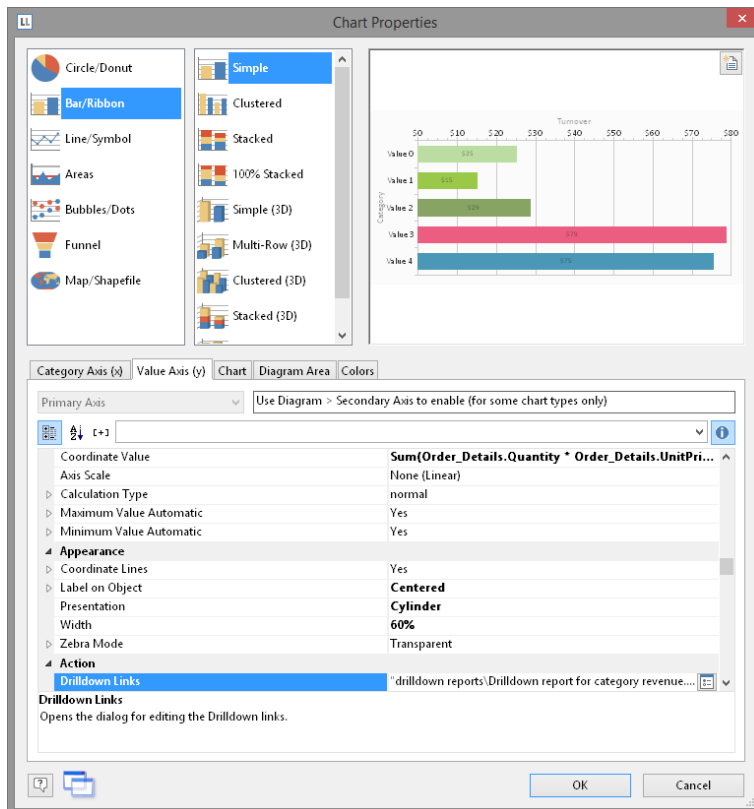 LL
Chart Properties
Circle/Donut
Bar/Ribbon
Line/Symbol
Areas
Bubbles/Dots
Funnel
Map/Shapefile
Simple
Clustered
Stacked
100% Stacked
Simple (3D)
Multi-Row (3D)
Clustered (3D)
Stacked (3D)
Turnover
$0 $10 $20 $30 $40 $50 $60 $70 $80
Category
Value 0 $25
Value 1 $15
Value 2
Value 3 $79
Value 4 $75
Category Axis (x) Value Axis (y) Chart Diagram Area Colors
Primary Axis Use Diagram > Secondary Axis to enable (for some chart types only)
[+]
Coordinate Value Sum(Order_Details.Quantity * Order_Details.UnitPri...
Axis Scale None (Linear)
Calculation Type normal
Maximum Value Automatic Yes
Minimum Value Automatic Yes
Appearance
Coordinate Lines Yes
Label on Object Centered
Presentation Cylinder
Width 60%
Zebra Mode Transparent
Action
Drilldown Links "drilldown reports\Drilldown report for category revenue....
Drilldown Links
Opens the dialog for editing the Drilldown links.
OK Cancel